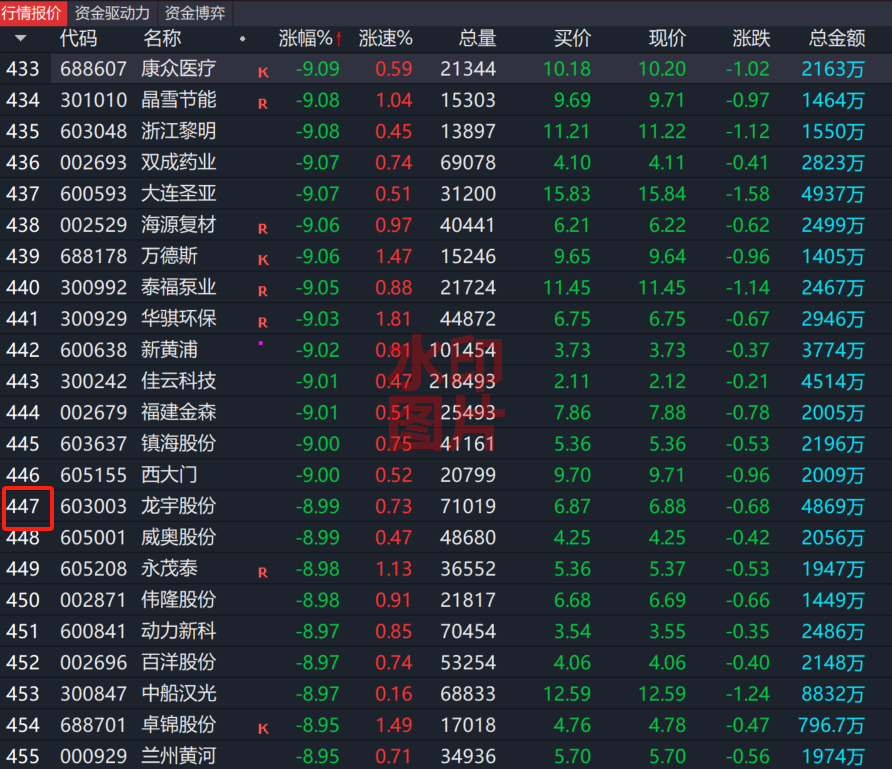 行情报价 资金驱动力 资金博弈
代码 名称 • 涨幅%↑ 涨速% 总量 买价 现价 涨跌 总金额
433 688607 康众医疗 K -9.09 0.59 21344 10.18 10.20 -1.02 2163万
434 301010 晶雪节能 R -9.08 1.04 15303 9.69 9.71 -0.97 1464万
435 603048 浙江黎明 -9.08 0.45 13897 11.21 11.22 -1.12 1550万
436 002693 双成药业 -9.07 0.74 69078 4.10 4.11 -0.41 2823万
437 600593 大连圣亚 -9.07 0.51 31200 15.83 15.84 -1.58 4937万
438 002529 海源复材 R -9.06 0.97 40441 6.21 6.22 -0.62 2499万
439 688178 万德斯 K -9.06 1.47 15246 9.65 9.64 -0.96 1405万
440 300992 泰福泵业 R -9.05 0.88 21724 11.45 11.45 -1.14 2467万
441 300929 华骐环保 R -9.03 1.81 44872 6.75 6.75 -0.67 2946万
442 600638 新黄浦 -9.02 0.81 101454 3.73 3.73 -0.37 3774万
443 300242 佳云科技 -9.01 0.47 218493 2.11 2.12 -0.21 4514万
444 002679 福建金森 -9.01 0.51 25493 7.86 7.88 -0.78 2005万
445 603637 镇海股份 -9.00 0.75 41161 5.36 5.36 -0.53 2196万
446 605155 西大门 -9.00 0.52 20799 9.70 9.71 -0.96 2009万
447 603003 龙宇股份 -8.99 0.73 71019 6.87 6.88 -0.68 4869万
448 605001 威奥股份 -8.99 0.47 48680 4.25 4.25 -0.42 2056万
449 605208 永茂泰 R -8.98 1.13 36552 5.36 5.37 -0.53 1947万
450 002871 伟隆股份 -8.98 0.91 21817 6.68 6.69 -0.66 1449万
451 600841 动力新科 -8.97 0.85 70454 3.54 3.55 -0.35 2486万
452 002696 百洋股份 -8.97 0.74 53254 4.06 4.06 -0.40 2148万
453 300847 中船汉光 -8.97 0.16 68833 12.59 12.59 -1.24 8832万
454 688701 卓锦股份 K -8.95 1.49 17018 4.76 4.78 -0.47 796.7万
455 000929 兰州黄河 -8.95 0.71 34936 5.70 5.70 -0.56 1974万
水印
图片